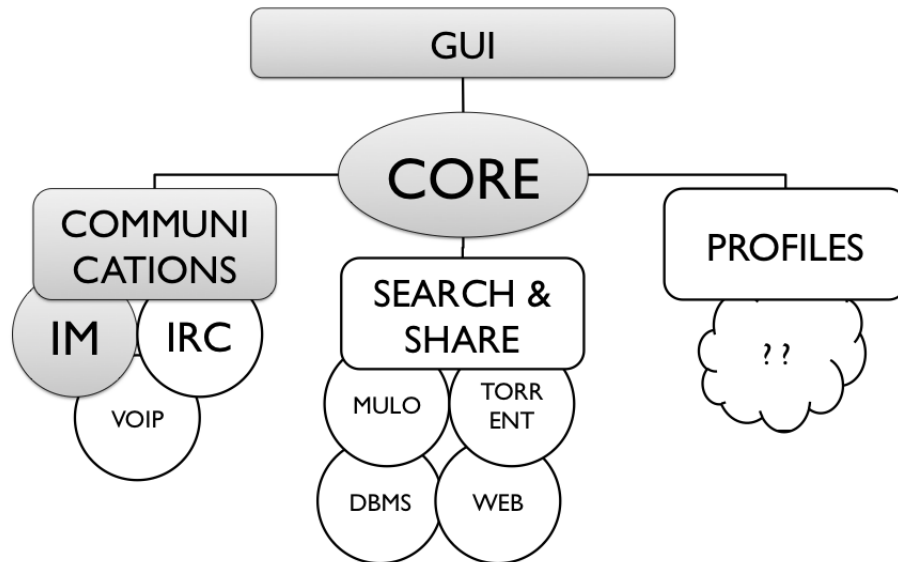 GUI
CORE
COMMUNI
CATIONS
IM
IRC
VOIP
SEARCH &
SHARE
MULO
TORR
ENT
DBMS
WEB
PROFILES
? ?